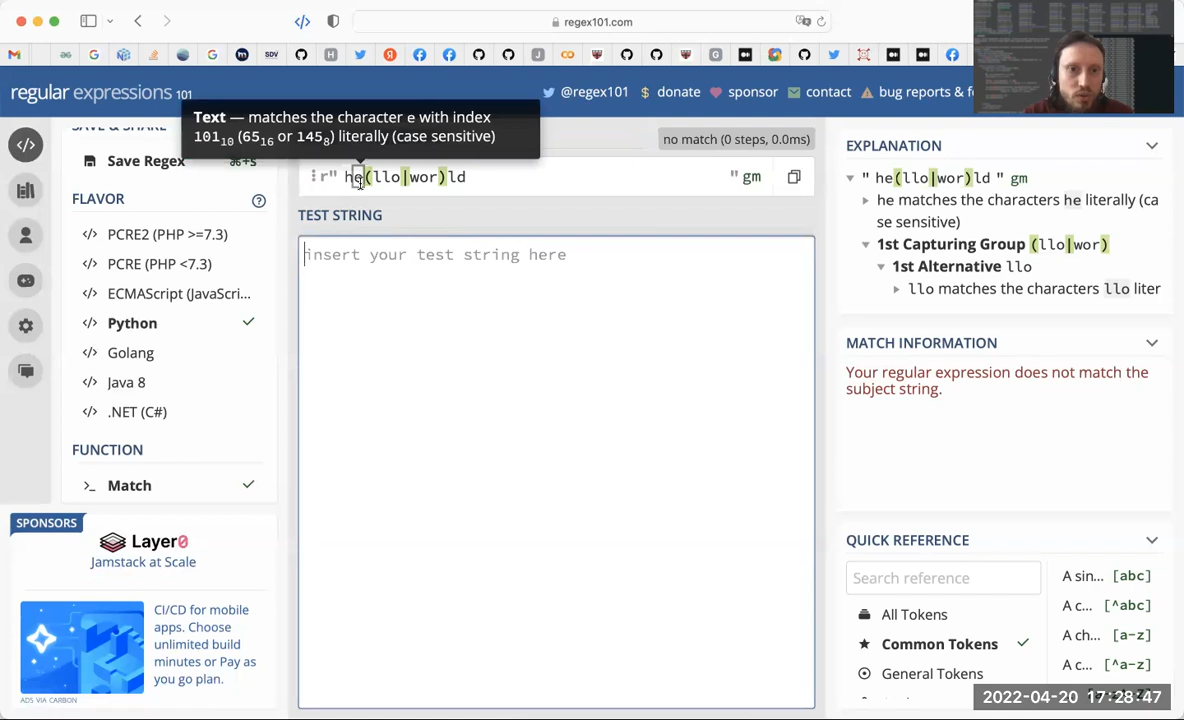 regex101.com
SDV
H
J
G
regular expressions 101
@regex101
donate
sponsor
contact
bug reports & fe
Text — matches the character e with index
101₁₀ (65₁₆ or 145₈) literally (case sensitive)
SAVE & SHARE
Save Regex
⌘+S
FLAVOR
PCRE2 (PHP >=7.3)
PCRE (PHP <7.3)
ECMAScript (JavaScri...
Python
Golang
Java 8
.NET (C#)
FUNCTION
Match
SPONSORS
Layer0
Jamstack at Scale
CI/CD for mobile
apps. Choose
unlimited build
minutes or Pay as
you go plan.
ADS VIA CARBON
no match (0 steps, 0.0ms)
r" he(llo|wor)ld " gm
TEST STRING
insert your test string here
EXPLANATION
" he(llo|wor)ld " gm
he matches the characters he literally (ca
se sensitive)
1st Capturing Group (llo|wor)
1st Alternative llo
llo matches the characters llo liter
MATCH INFORMATION
Your regular expression does not match the
subject string.
QUICK REFERENCE
Search reference
All Tokens
Common Tokens
General Tokens
A sin... [abc]
A c... [^abc]
A ch... [a-z]
A c... [^a-z]
2022-04-20 17:28:47